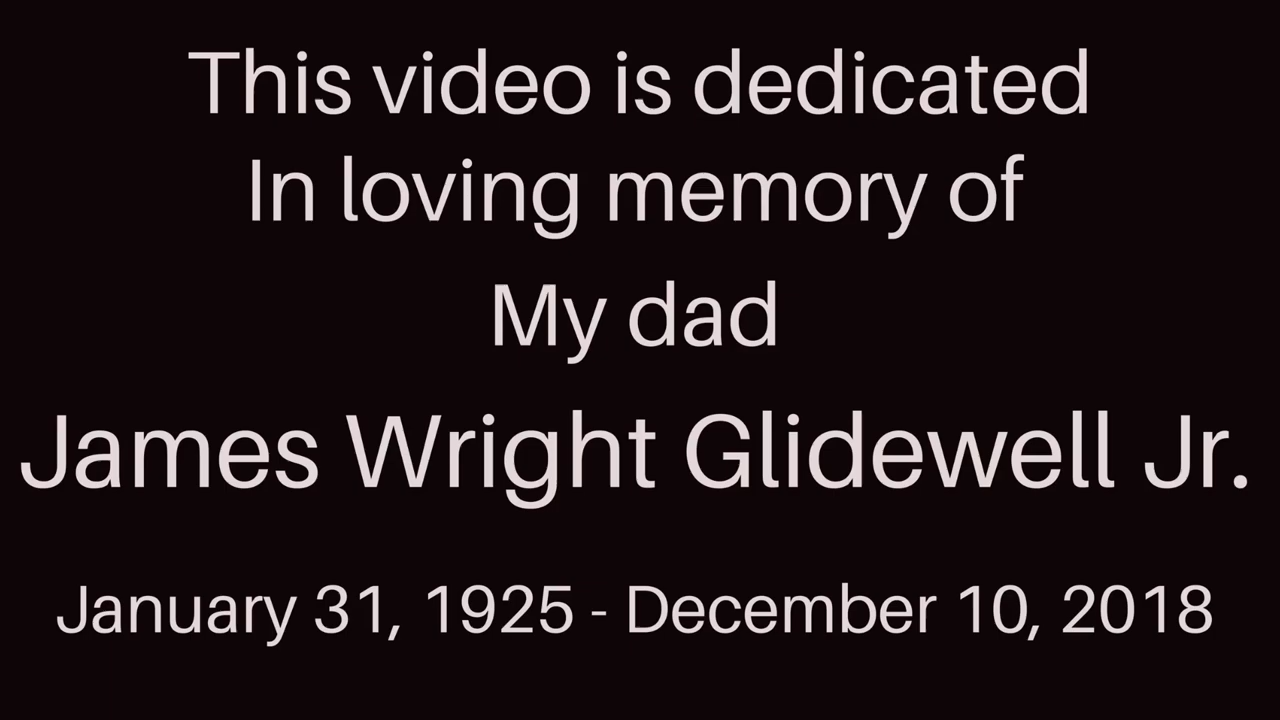 This video is dedicated
In loving memory of
My dad
James Wright Glidewell Jr.
January 31, 1925 - December 10, 2018